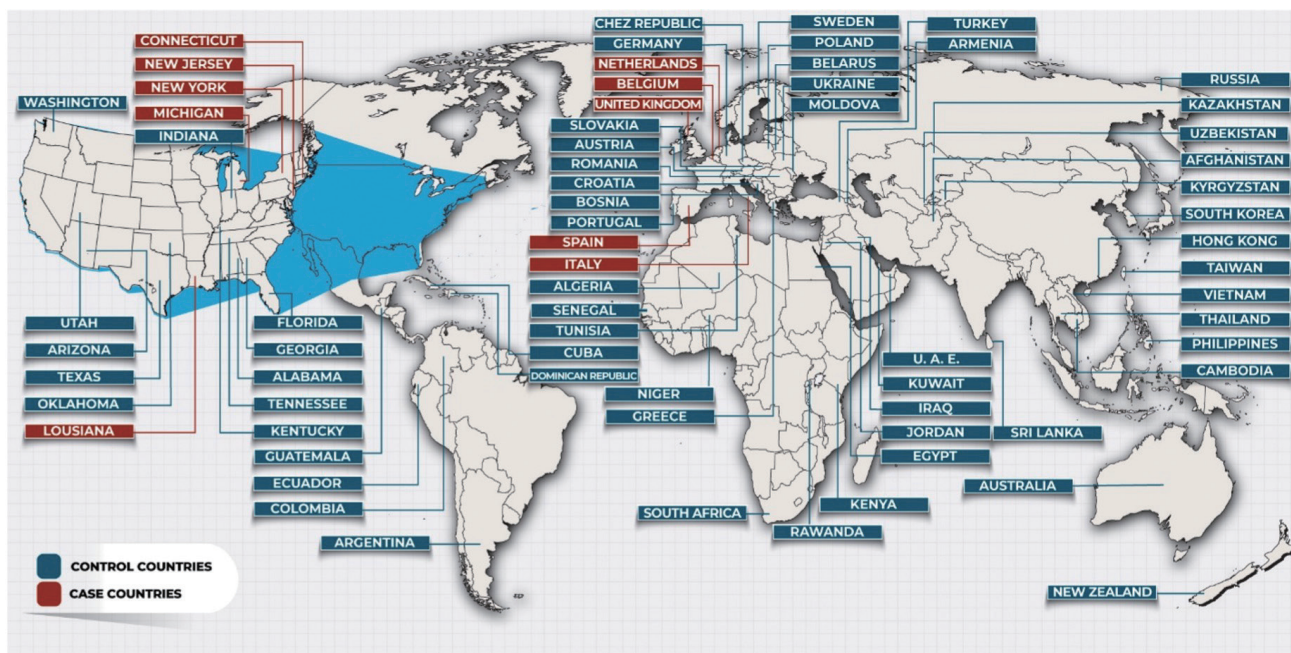 CONNECTICUT
NEW JERSEY
NEW YORK
MICHIGAN
INDIANA
WASHINGTON
UTAH
ARIZONA
TEXAS
OKLAHOMA
LOUSIANA
FLORIDA
GEORGIA
ALABAMA
TENNESSEE
KENTUCKY
GUATEMALA
ECUADOR
COLOMBIA
ARGENTINA
CHEZ REPUBLIC
GERMANY
NETHERLANDS
BELGIUM
UNITED KINGDOM
SLOVAKIA
AUSTRIA
ROMANIA
CROATIA
BOSNIA
PORTUGAL
SPAIN
ITALY
ALGERIA
SENEGAL
TUNISIA
CUBA
DOMINICAN REPUBLIC
NIGER
GREECE
SOUTH AFRICA
SWEDEN
POLAND
BELARUS
UKRAINE
MOLDOVA
TURKEY
ARMENIA
U. A. E.
KUWAIT
IRAQ
JORDAN
EGYPT
KENYA
RAWANDA
SRI LANKA
RUSSIA
KAZAKHSTAN
UZBEKISTAN
AFGHANISTAN
KYRGYZSTAN
SOUTH KOREA
HONG KONG
TAIWAN
VIETNAM
THAILAND
PHILIPPINES
CAMBODIA
AUSTRALIA
NEW ZEALAND
CONTROL COUNTRIES
CASE COUNTRIES